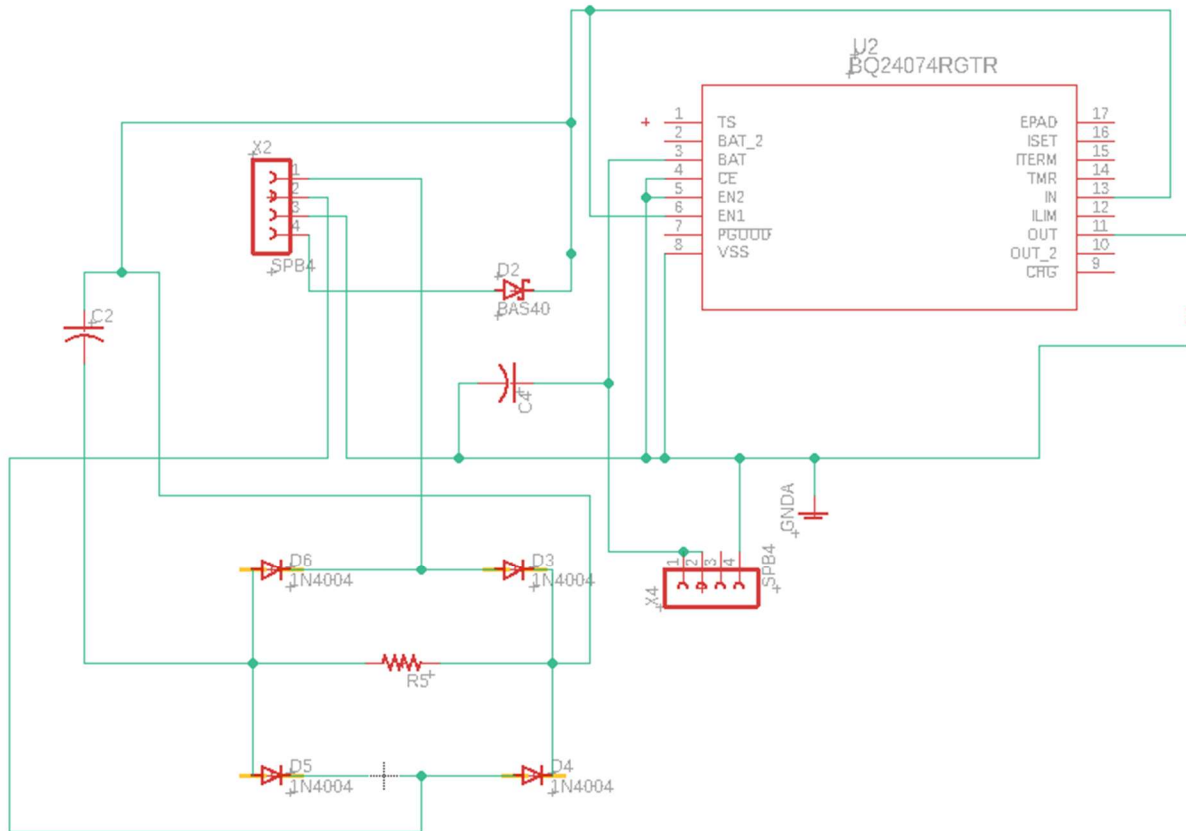 U2
BQ24074RGTR
1 TS
2 BAT_2
3 BAT
4 CE
5 EN2
6 EN1
7 PGOOD
8 VSS
EPAD 17
ISET 16
ITERM 15
TMR 14
IN 13
ILIM 12
OUT 11
OUT_2 10
CHG 9
X2
1
2
3
4
SPB4
D2
BAS40
C2
C4
GNDA
X4
1
2
3
4
SPB4
D6
1N4004
D3
1N4004
R5
D5
1N4004
D4
1N4004